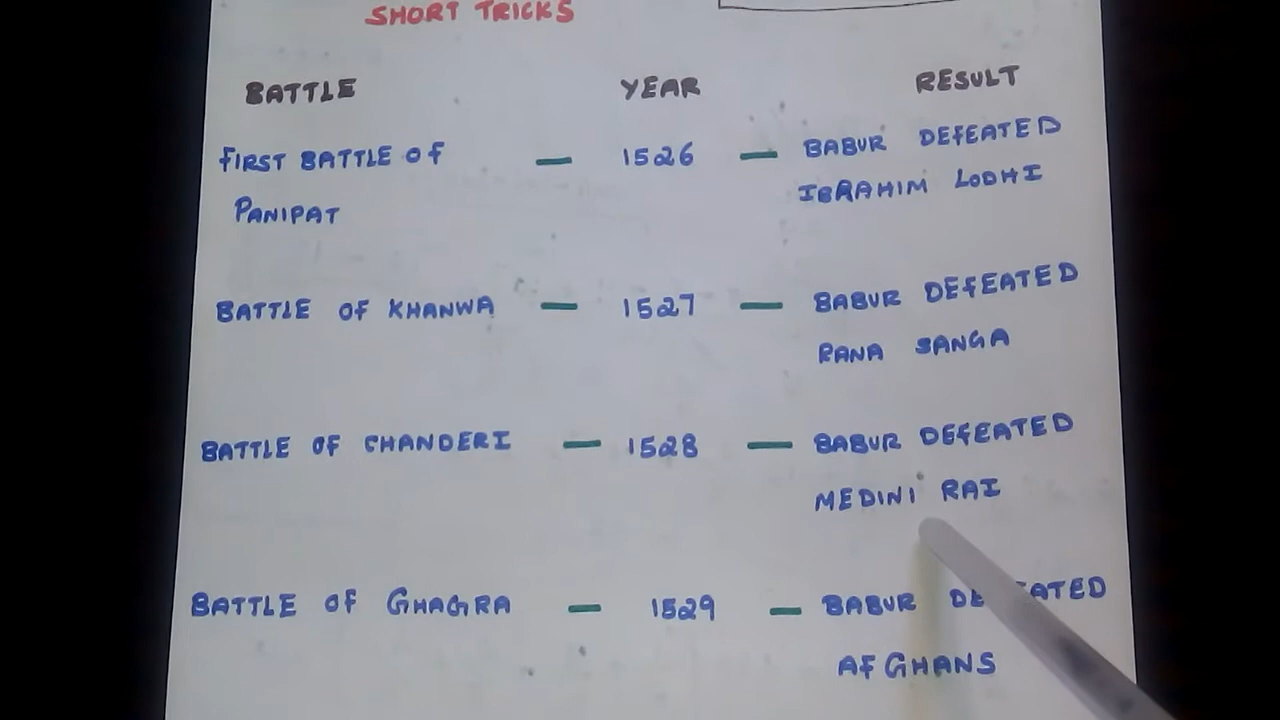 SHORT TRICKS
BATTLE YEAR RESULT
FIRST BATTLE OF — 1526 — BABUR DEFEATED
PANIPAT IBRAHIM LODHI
BATTLE OF KHANWA — 1527 — BABUR DEFEATED
RANA SANGA
BATTLE OF CHANDERI — 1528 — BABUR DEFEATED
MEDINI RAI
BATTLE OF GHAGRA — 1529 — BABUR DEFEATED
AFGHANS